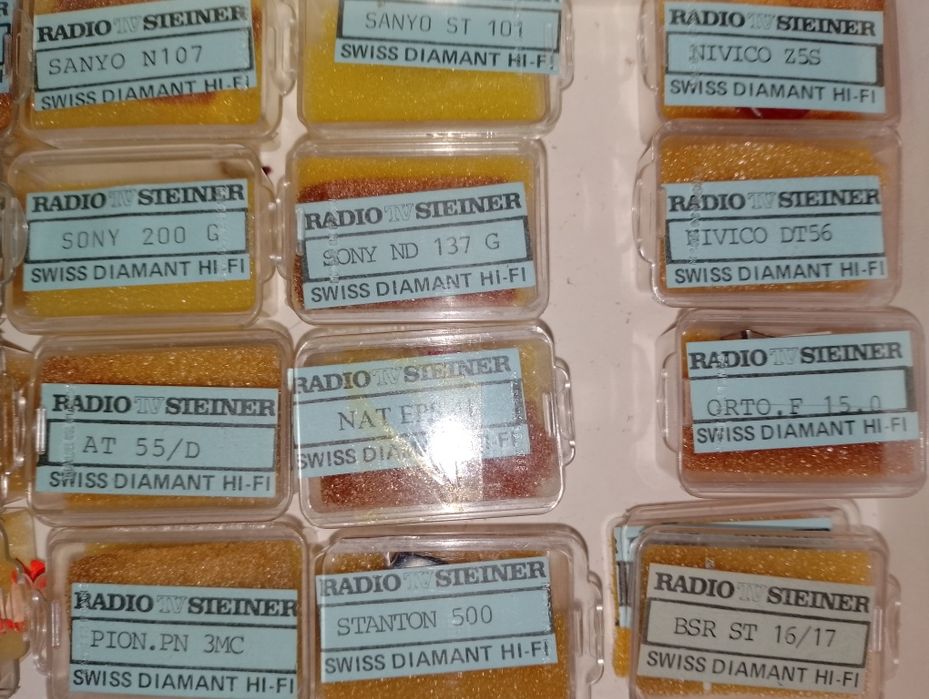 RADIO TV STEINER
SANYO N107
SWISS DIAMANT HI-FI
SANYO ST 101
SWISS DIAMANT HI-FI
RADIO TV STEINER
NIVICO Z5S
SWISS DIAMANT HI-FI
RADIO TV STEINER
SONY 200 G
SWISS DIAMANT HI-FI
RADIO TV STEINER
SONY ND 137 G
SWISS DIAMANT HI-FI
RADIO TV STEINER
NIVICO DT56
SWISS DIAMANT HI-FI
RADIO TV STEINER
AT 55/D
SWISS DIAMANT HI-FI
RADIO TV STEINER
NAT
SWISS DIAMANT HI-FI
RADIO TV STEINER
ORTO.F 15.0
SWISS DIAMANT HI-FI
RADIO TV STEINER
PION.PN 3MC
SWISS DIAMANT HI-FI
RADIO TV STEINER
STANTON 500
SWISS DIAMANT HI-FI
RADIO TV STEINER
BSR ST 16/17
SWISS DIAMANT HI-FI